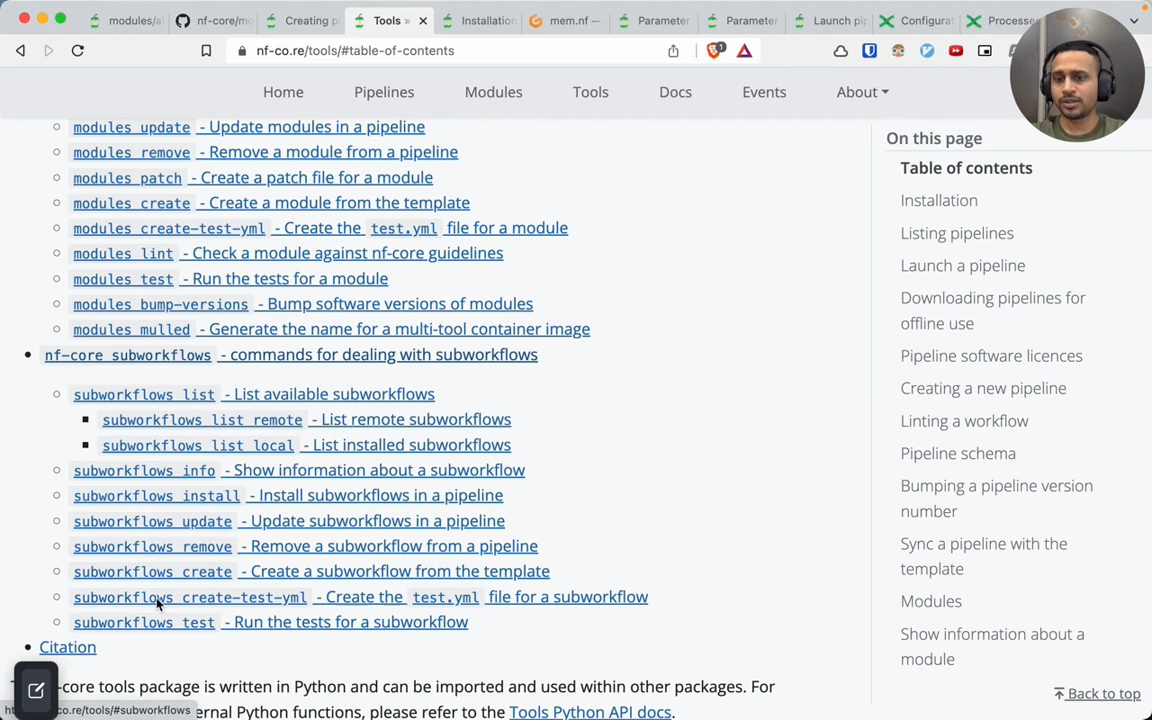 modules/a
nf-core/mo
Creating p
Tools »
Installation
mem.nf —
Parameter
Parameter
Launch pip
Configurat
Processes
nf-co.re/tools/#table-of-contents
1
Home
Pipelines
Modules
Tools
Docs
Events
About
modules update - Update modules in a pipeline
modules remove - Remove a module from a pipeline
modules patch - Create a patch file for a module
modules create - Create a module from the template
modules create-test-yml - Create the test.yml file for a module
modules lint - Check a module against nf-core guidelines
modules test - Run the tests for a module
modules bump-versions - Bump software versions of modules
modules mulled - Generate the name for a multi-tool container image
nf-core subworkflows - commands for dealing with subworkflows
subworkflows list - List available subworkflows
subworkflows list remote - List remote subworkflows
subworkflows list local - List installed subworkflows
subworkflows info - Show information about a subworkflow
subworkflows install - Install subworkflows in a pipeline
subworkflows update - Update subworkflows in a pipeline
subworkflows remove - Remove a subworkflow from a pipeline
subworkflows create - Create a subworkflow from the template
subworkflows create-test-yml - Create the test.yml file for a subworkflow
subworkflows test - Run the tests for a subworkflow
Citation
-core tools package is written in Python and can be imported and used within other packages. For
ernal Python functions, please refer to the Tools Python API docs.
co.re/tools/#subworkflows
On this page
Table of contents
Installation
Listing pipelines
Launch a pipeline
Downloading pipelines for
offline use
Pipeline software licences
Creating a new pipeline
Linting a workflow
Pipeline schema
Bumping a pipeline version
number
Sync a pipeline with the
template
Modules
Show information about a
module
Back to top